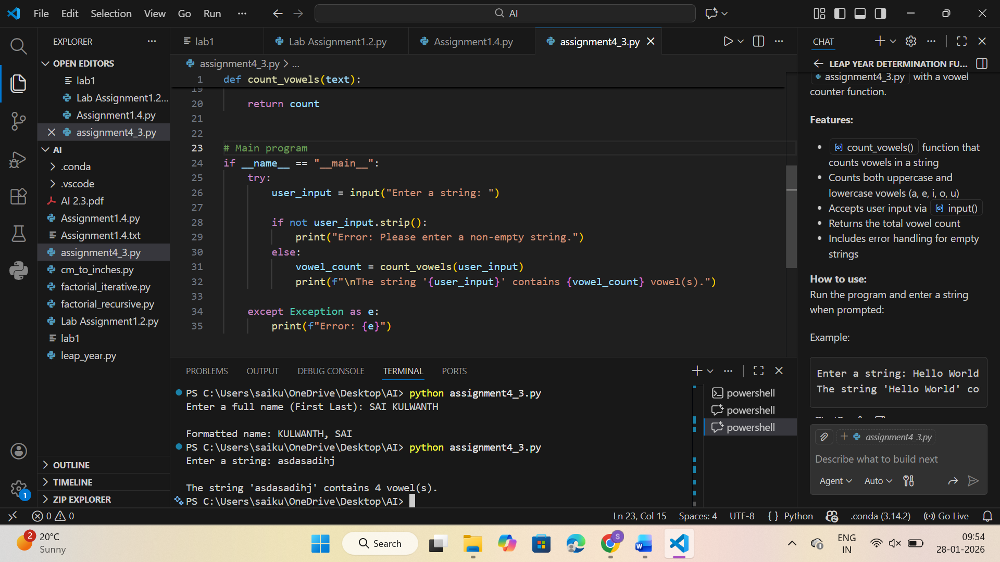 File Edit Selection View Go Run ···
AI
EXPLORER
OPEN EDITORS
lab1
Lab Assignment1.2...
Assignment1.4.py
assignment4_3.py
AI
.conda
.vscode
AI 2.3.pdf
Assignment1.4.py
Assignment1.4.txt
assignment4_3.py
cm_to_inches.py
factorial_iterative.py
factorial_recursive.py
Lab Assignment1.2.py
lab1
leap_year.py
OUTLINE
TIMELINE
ZIP EXPLORER
1
lab1 Lab Assignment1.2.py Assignment1.4.py assignment4_3.py
assignment4_3.py > ...
1 def count_vowels(text):
19
20 return count
21
22
23 # Main program
24 if __name__ == "__main__":
25 try:
26 user_input = input("Enter a string: ")
27
28 if not user_input.strip():
29 print("Error: Please enter a non-empty string.")
30 else:
31 vowel_count = count_vowels(user_input)
32 print(f"\nThe string '{user_input}' contains {vowel_count} vowel(s).")
33
34 except Exception as e:
35 print(f"Error: {e}")
PROBLEMS OUTPUT DEBUG CONSOLE TERMINAL PORTS
PS C:\Users\saiku\OneDrive\Desktop\AI> python assignment4_3.py
Enter a full name (First Last): SAI KULWANTH
Formatted name: KULWANTH, SAI
PS C:\Users\saiku\OneDrive\Desktop\AI> python assignment4_3.py
Enter a string: asdasadihj
The string 'asdasadihj' contains 4 vowel(s).
PS C:\Users\saiku\OneDrive\Desktop\AI>
powershell
powershell
powershell
CHAT
LEAP YEAR DETERMINATION FU...
assignment4_3.py with a vowel
counter function.
Features:
• count_vowels() function that
counts vowels in a string
• Counts both uppercase and
lowercase vowels (a, e, i, o, u)
• Accepts user input via input()
• Returns the total vowel count
• Includes error handling for empty
strings
How to use:
Run the program and enter a string
when prompted:
Example:
Enter a string: Hello World
The string 'Hello World' co
+ assignment4_3.py
Describe what to build next
Agent Auto
0 0
Ln 23, Col 15 Spaces: 4 UTF-8 { } Python .conda (3.14.2) Go Live
2
20°C
Sunny
Search
S
ENG
IN
09:54
28-01-2026